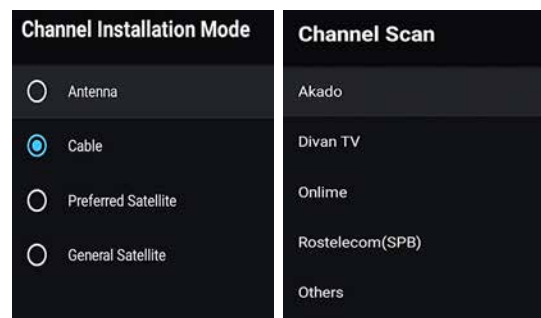 Channel Installation Mode
Antenna
Cable
Preferred Satellite
General Satellite
Channel Scan
Akado
Divan TV
Onlime
Rostelecom(SPB)
Others